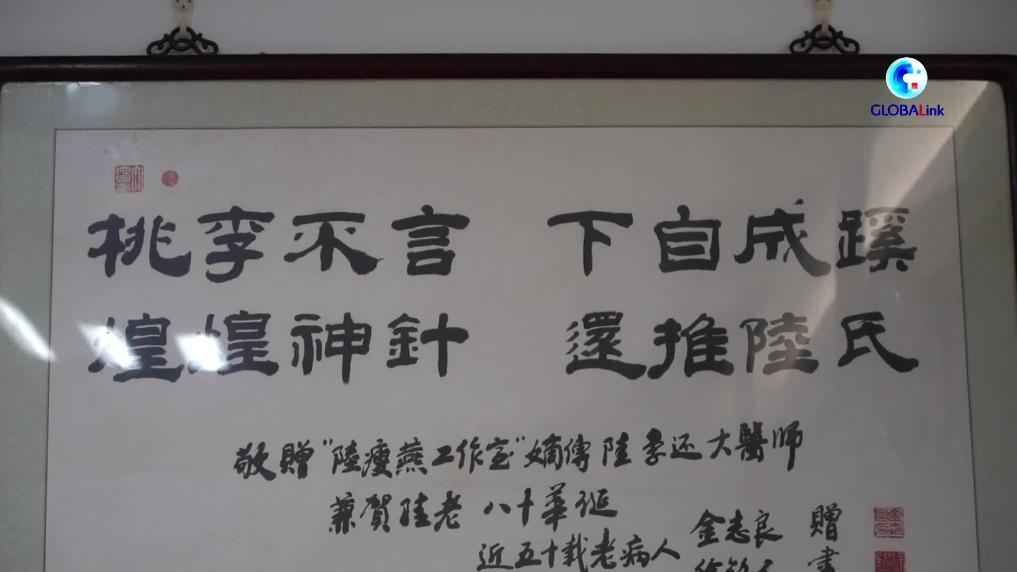 GLOBALink
桃李不言 下自成蹊
煌煌神針 還推陸氏
敬贈"陸瘦燕工作室"嫡傳陸李还大醫師
兼賀陸老 八十華诞
近五十載老病人 金志良 贈書